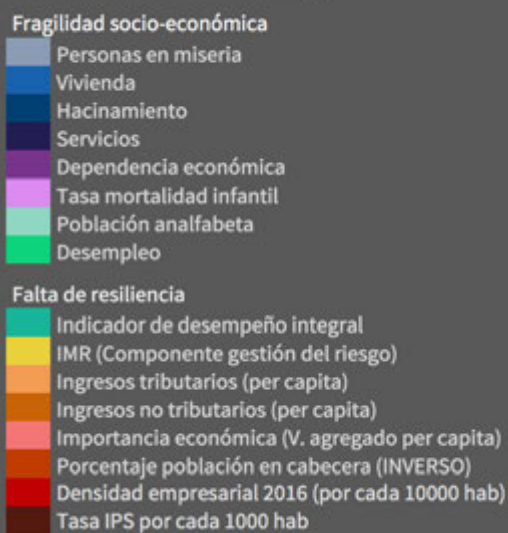 Fragilidad socio-económica
Personas en miseria
Vivienda
Hacinamiento
Servicios
Dependencia económica
Tasa mortalidad infantil
Población analfabeta
Desempleo
Falta de resiliencia
Indicador de desempeño integral
IMR (Componente gestión del riesgo)
Ingresos tributarios (per capita)
Ingresos no tributarios (per capita)
Importancia económica (V. agregado per capita)
Porcentaje población en cabecera (INVERSO)
Densidad empresarial 2016 (por cada 10000 hab)
Tasa IPS por cada 1000 hab